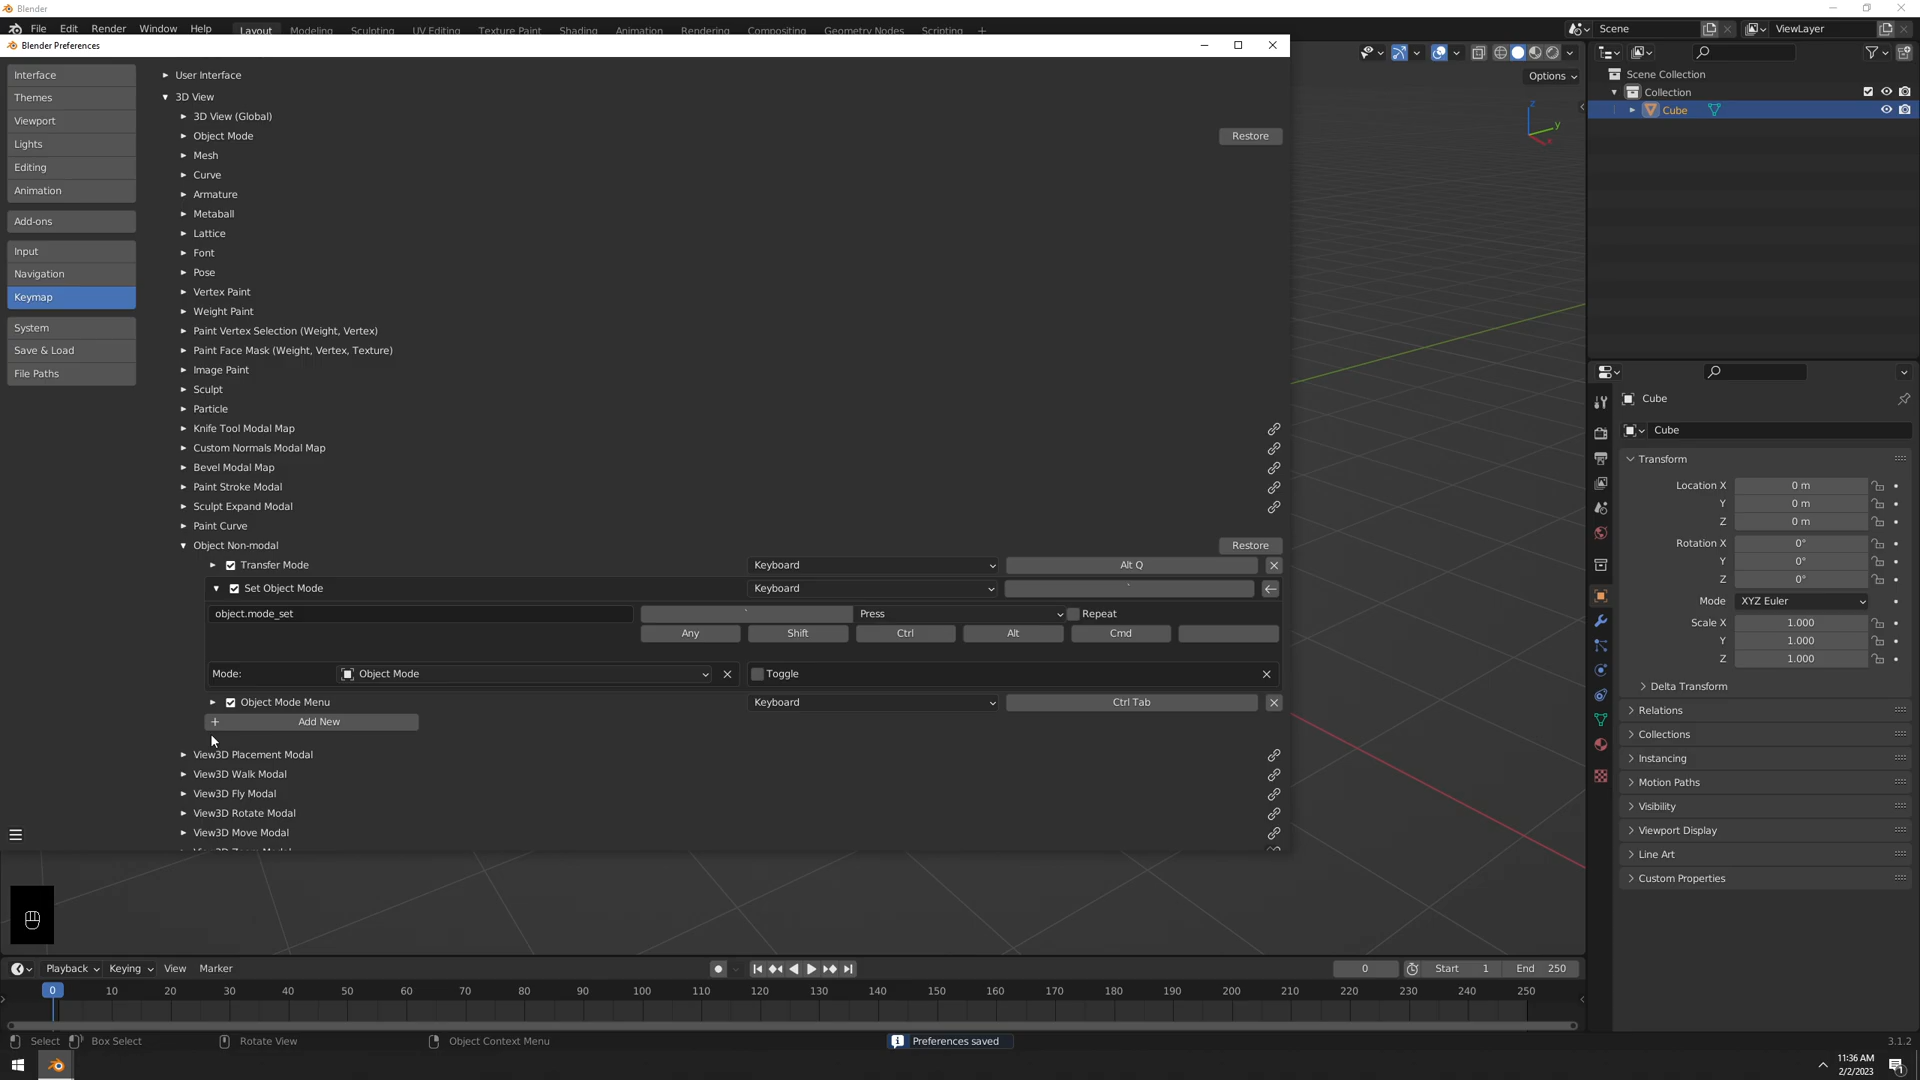 Blender
File Edit Render Window Help Layout Modeling Sculpting UV Editing Texture Paint Shading Animation Rendering Compositing Geometry Nodes Scripting + Scene ViewLayer
Blender Preferences
Options
Interface
Themes
Viewport
Lights
Editing
Animation
Add-ons
Input
Navigation
Keymap
System
Save & Load
File Paths
User Interface
3D View
3D View (Global)
Object Mode Restore
Mesh
Curve
Armature
Metaball
Lattice
Font
Pose
Vertex Paint
Weight Paint
Paint Vertex Selection (Weight, Vertex)
Paint Face Mask (Weight, Vertex, Texture)
Image Paint
Sculpt
Particle
Knife Tool Modal Map
Custom Normals Modal Map
Bevel Modal Map
Paint Stroke Modal
Sculpt Expand Modal
Paint Curve
Object Non-modal Restore
Transfer Mode Keyboard Alt Q
Set Object Mode Keyboard `
object.mode_set ` Press Repeat
Any Shift Ctrl Alt Cmd
Mode: Object Mode Toggle
Object Mode Menu Keyboard Ctrl Tab
+ Add New
View3D Placement Modal
View3D Walk Modal
View3D Fly Modal
View3D Rotate Modal
View3D Move Modal
z
y
x
Scene Collection
Collection
Cube
Cube
Cube
Transform
Location X 0 m
Y 0 m
Z 0 m
Rotation X 0°
Y 0°
Z 0°
Mode XYZ Euler
Scale X 1.000
Y 1.000
Z 1.000
Delta Transform
Relations
Collections
Instancing
Motion Paths
Visibility
Viewport Display
Line Art
Custom Properties
Playback Keying View Marker 0 Start 1 End 250
0 10 20 30 40 50 60 70 80 90 100 110 120 130 140 150 160 170 180 190 200 210 220 230 240 250
Select Box Select Rotate View Object Context Menu Preferences saved 3.1.2
11:36 AM
2/2/2023
1